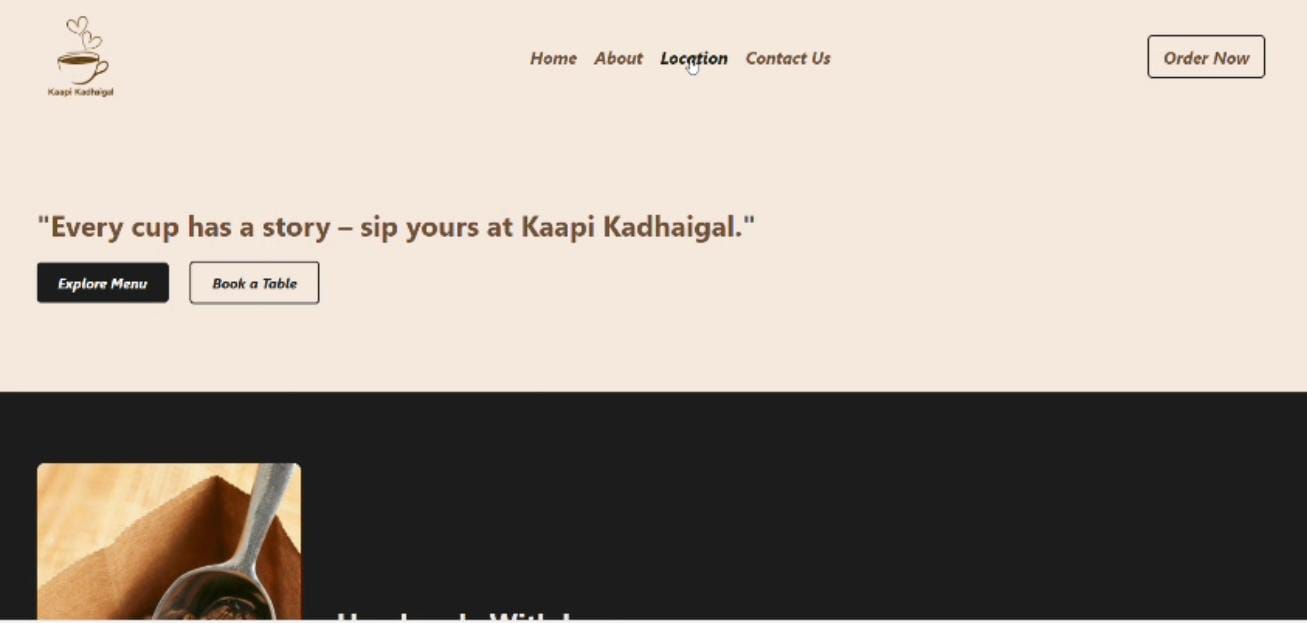 Kaapi Kadhaigal
Home About Location Contact Us
Order Now
"Every cup has a story – sip yours at Kaapi Kadhaigal."
Explore Menu
Book a Table